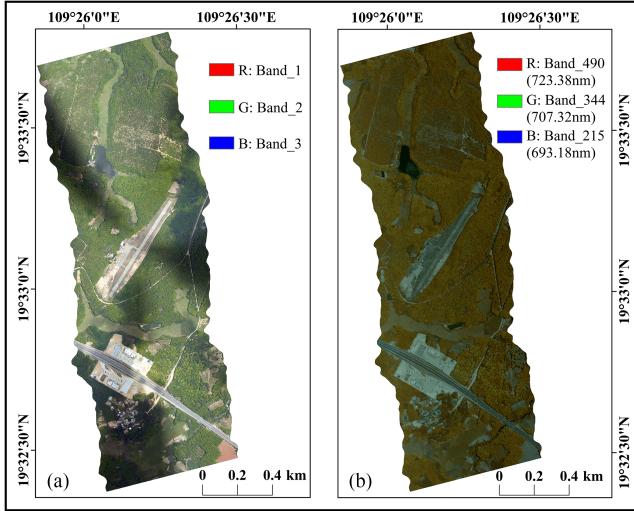 109°26'0"E 109°26'30"E
109°26'0"E 109°26'30"E
R: Band_1
G: Band_2
B: Band_3
19°33'30"N
19°33'0"N
19°32'30"N
(a)
0 0.2 0.4 km
R: Band_490
(723.38nm)
G: Band_344
(707.32nm)
B: Band_215
(693.18nm)
19°33'30"N
19°33'0"N
19°32'30"N
(b)
0 0.2 0.4 km